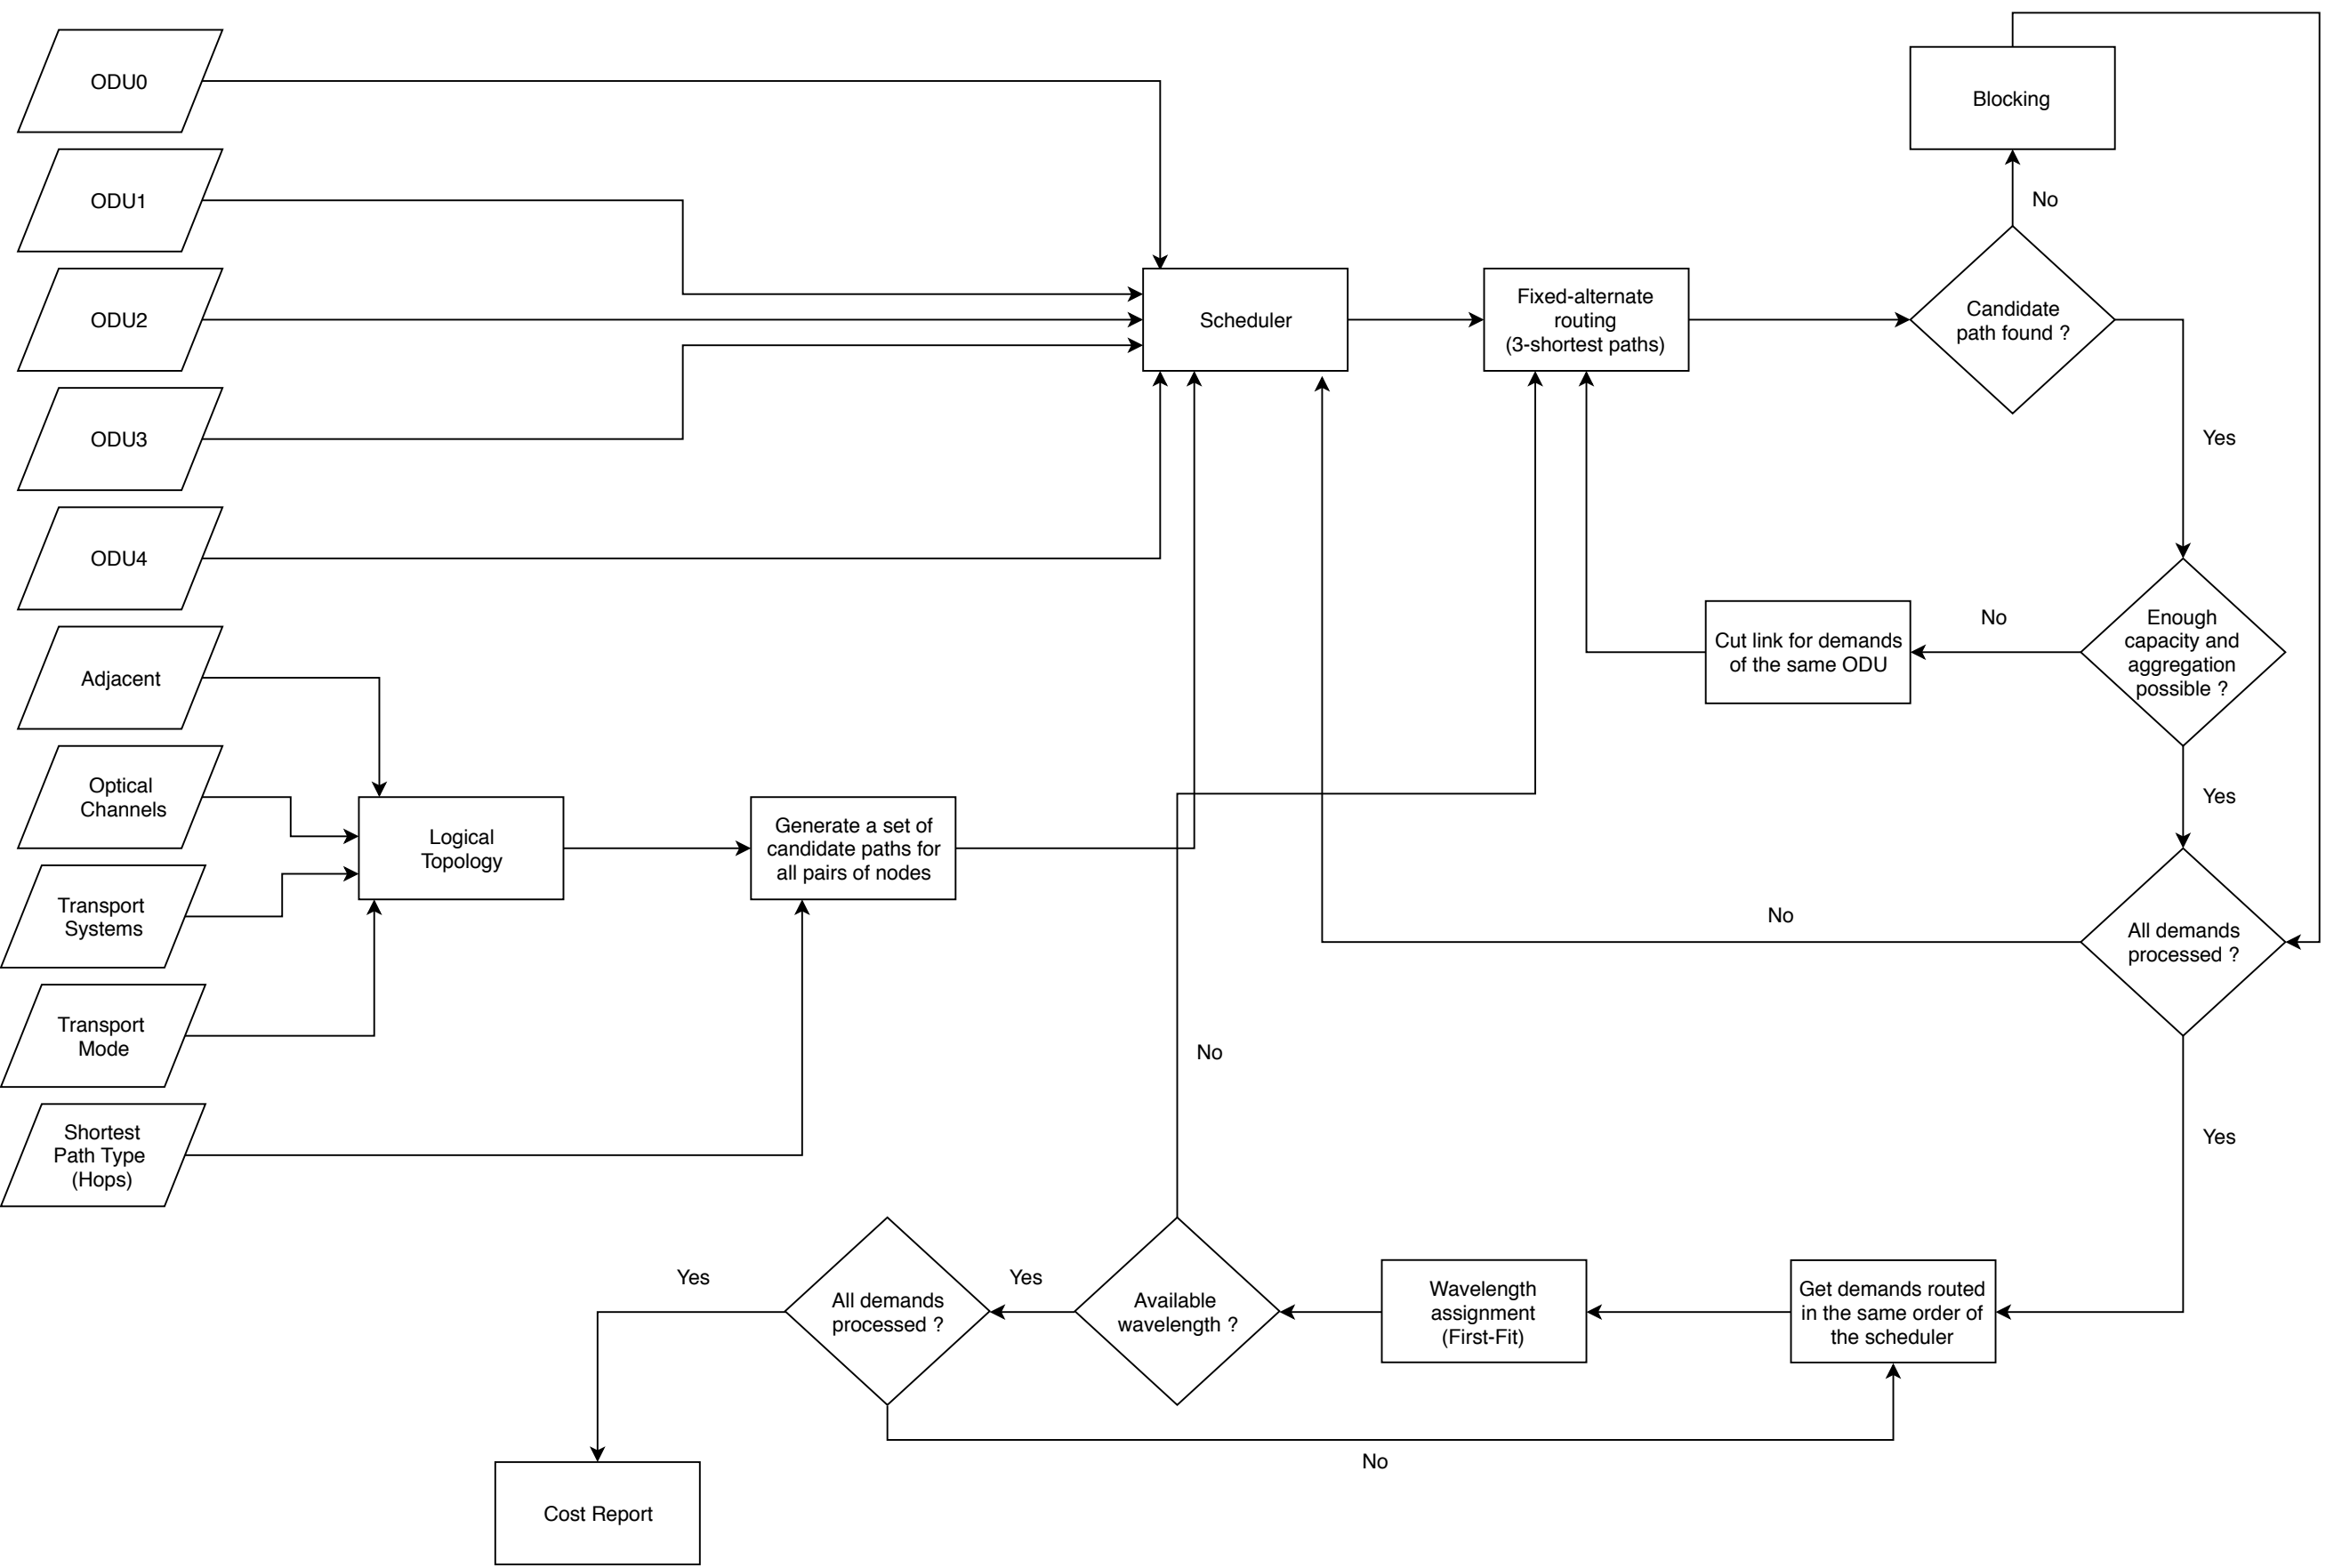 ODU0
ODU1
ODU2
ODU3
ODU4
Adjacent
Optical
Channels
Transport
Systems
Transport
Mode
Shortest
Path Type
(Hops)
Logical
Topology
Generate a set of
candidate paths for
all pairs of nodes
Scheduler
Fixed-alternate
routing
(3-shortest paths)
Candidate
path found ?
No
Blocking
Yes
Enough
capacity and
aggregation
possible ?
No
Cut link for demands
of the same ODU
Yes
All demands
processed ?
No
Yes
Get demands routed
in the same order of
the scheduler
Wavelength
assignment
(First-Fit)
Available
wavelength ?
No
Yes
All demands
processed ?
No
Yes
Cost Report